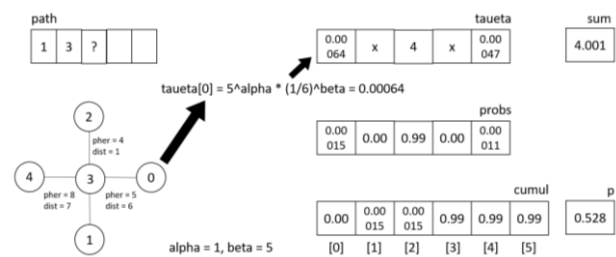 path
1 3 ?
taueta
0.00
064 x 4 x 0.00
047
sum
4.001
taueta[0] = 5^alpha * (1/6)^beta = 0.00064
probs
0.00
015 0.00 0.99 0.00 0.00
011
2
pher = 4
dist = 1
4 3 0
pher = 8
dist = 7
pher = 5
dist = 6
1
cumul
0.00 0.00
015 0.00
015 0.99 0.99 0.99
p
0.528
alpha = 1, beta = 5
[0] [1] [2] [3] [4] [5]